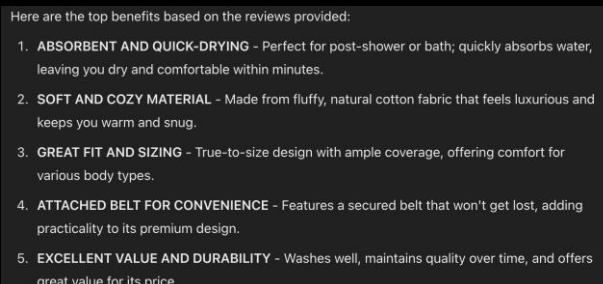 Here are the top benefits based on the reviews provided:
1. ABSORBENT AND QUICK-DRYING - Perfect for post-shower or bath; quickly absorbs water,
leaving you dry and comfortable within minutes.
2. SOFT AND COZY MATERIAL - Made from fluffy, natural cotton fabric that feels luxurious and
keeps you warm and snug.
3. GREAT FIT AND SIZING - True-to-size design with ample coverage, offering comfort for
various body types.
4. ATTACHED BELT FOR CONVENIENCE - Features a secured belt that won't get lost, adding
practicality to its premium design.
5. EXCELLENT VALUE AND DURABILITY - Washes well, maintains quality over time, and offers
great value for its price.